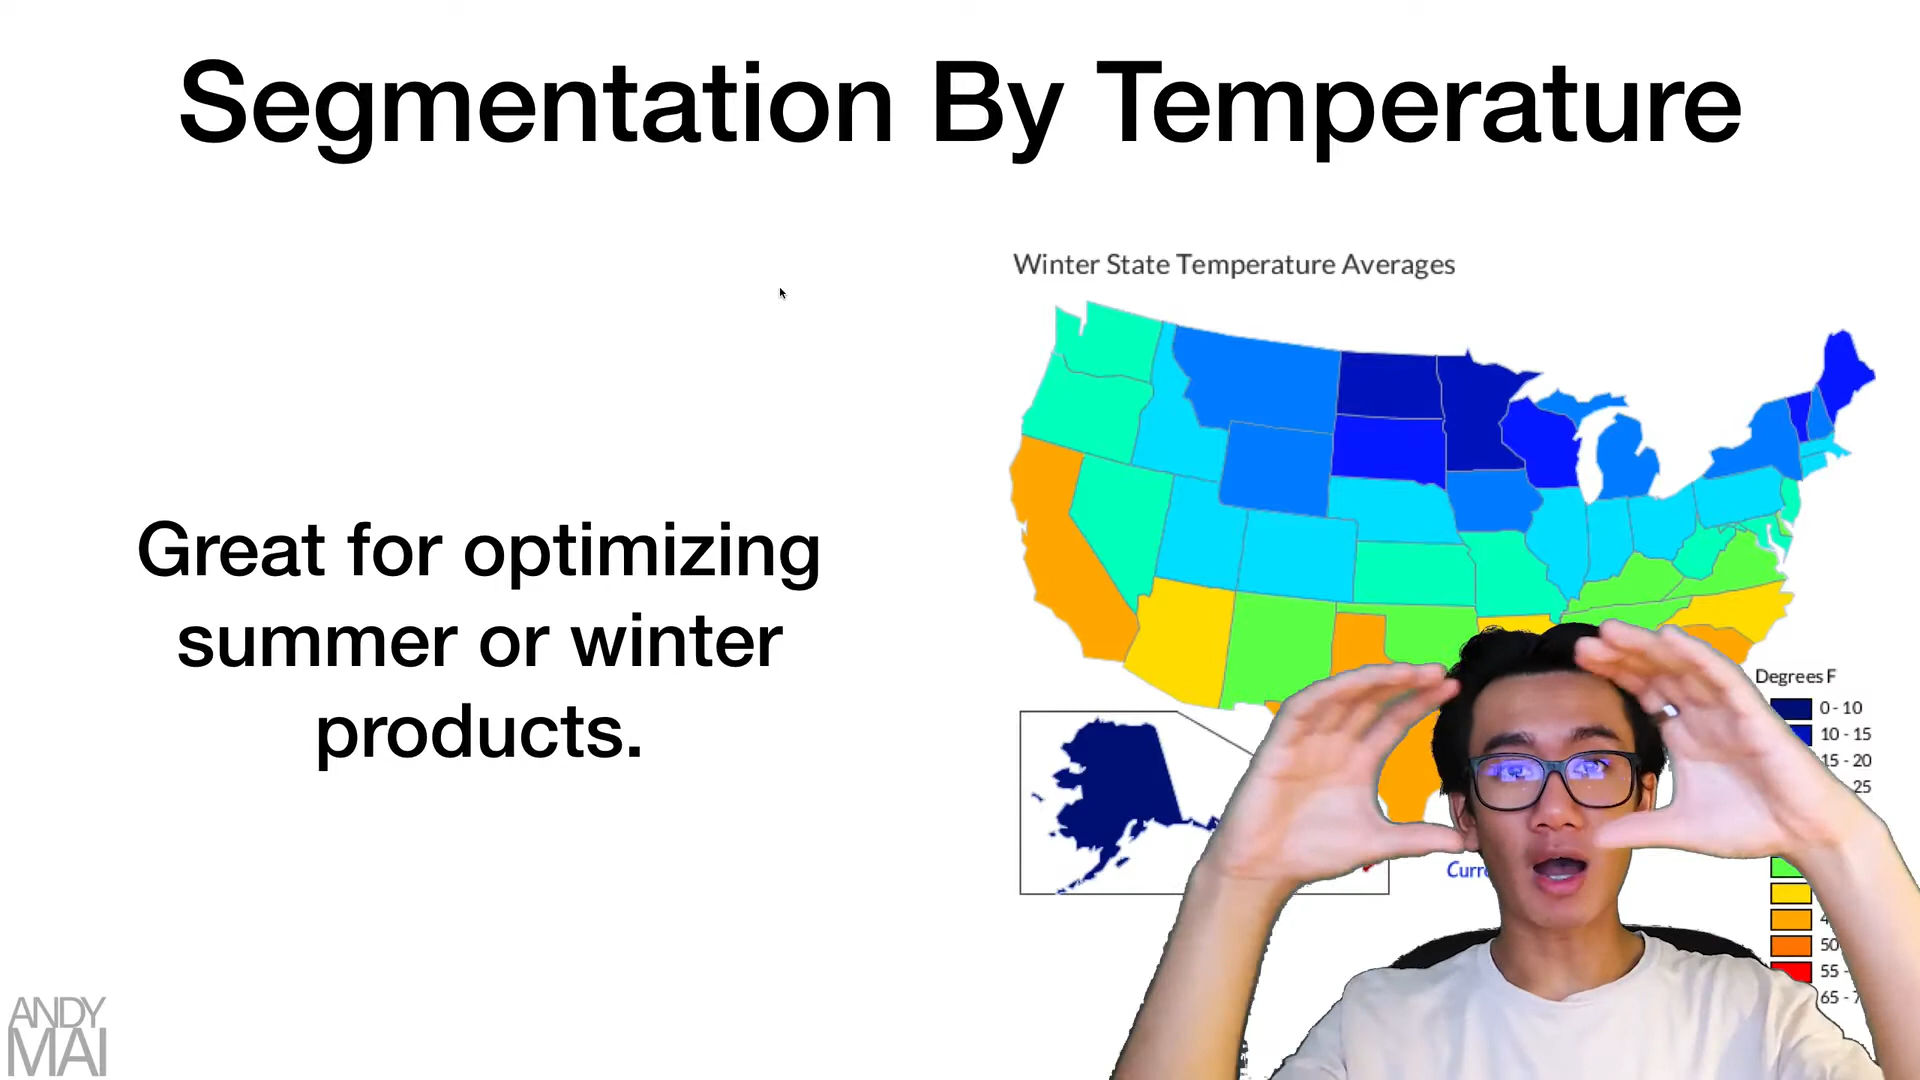 Segmentation By Temperature
Winter State Temperature Averages
Great for optimizing
summer or winter
products.
Degrees F
0 - 10
10 - 15
15 - 20
25
50
55 -
65 -
ANDY
MAI